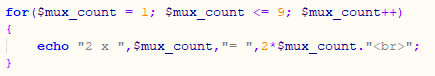 for($mux_count = 1; $mux_count <= 9; $mux_count++)
{
echo "2 x ",$mux_count,"= ",2*$mux_count."<br>";
}